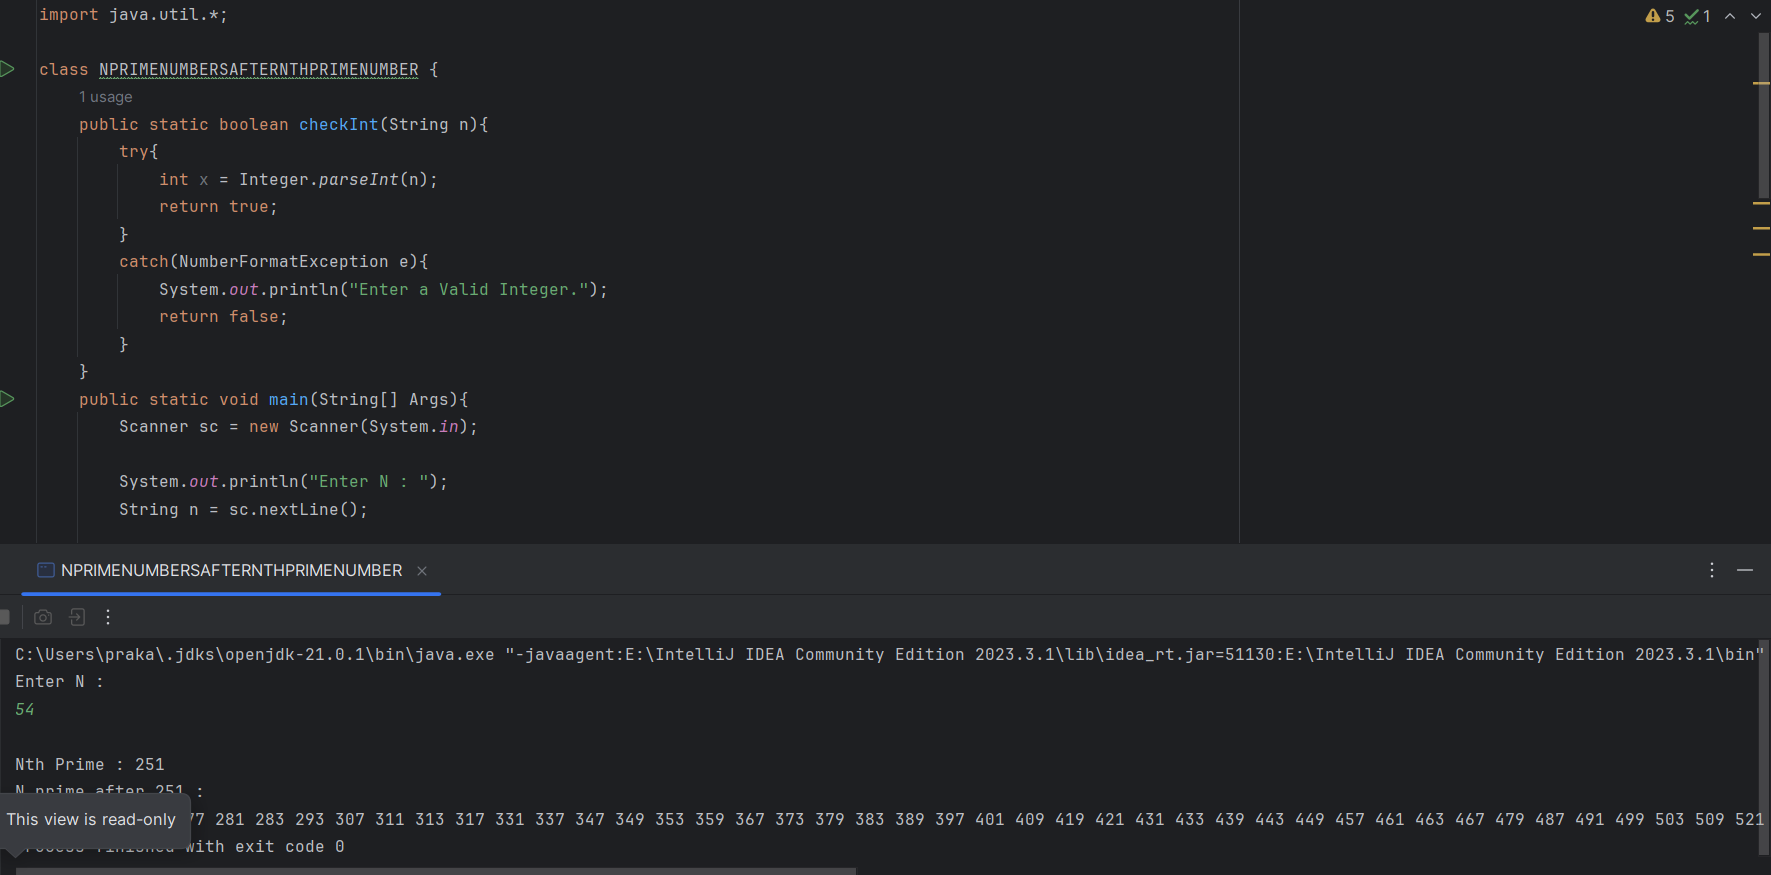 import java.util.*;
5 1
class NPRIMENUMBERSAFTERNTHPRIMENUMBER {
1 usage
public static boolean checkInt(String n){
try{
int x = Integer.parseInt(n);
return true;
}
catch(NumberFormatException e){
System.out.println("Enter a Valid Integer.");
return false;
}
}
public static void main(String[] Args){
Scanner sc = new Scanner(System.in);
System.out.println("Enter N : ");
String n = sc.nextLine();
NPRIMENUMBERSAFTERNTHPRIMENUMBER
C:\Users\praka\.jdks\openjdk-21.0.1\bin\java.exe "-javaagent:E:\IntelliJ IDEA Community Edition 2023.3.1\lib\idea_rt.jar=51130:E:\IntelliJ IDEA Community Edition 2023.3.1\bin"
Enter N :
54
Nth Prime : 251
N prime after 251 :
This view is read-only
281 283 293 307 311 313 317 331 337 347 349 353 359 367 373 379 383 389 397 401 409 419 421 431 433 439 443 449 457 461 463 467 479 487 491 499 503 509 521
with exit code 0